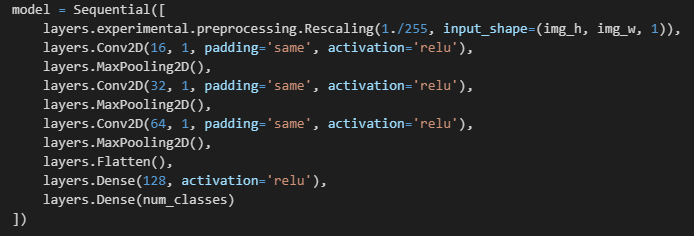 model = Sequential([
    layers.experimental.preprocessing.Rescaling(1./255, input_shape=(img_h, img_w, 1)),
    layers.Conv2D(16, 1, padding='same', activation='relu'),
    layers.MaxPooling2D(),
    layers.Conv2D(32, 1, padding='same', activation='relu'),
    layers.MaxPooling2D(),
    layers.Conv2D(64, 1, padding='same', activation='relu'),
    layers.MaxPooling2D(),
    layers.Flatten(),
    layers.Dense(128, activation='relu'),
    layers.Dense(num_classes)
])